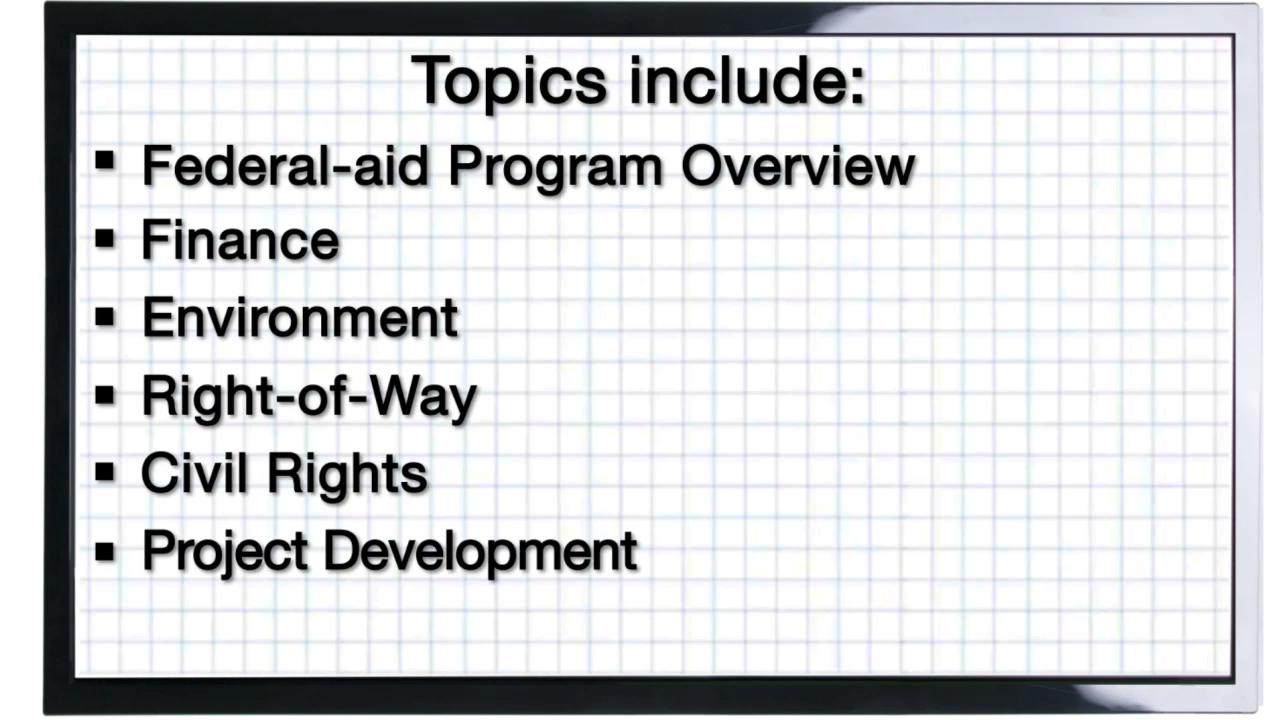 Topics include:
▪ Federal-aid Program Overview
▪ Finance
▪ Environment
▪ Right-of-Way
▪ Civil Rights
▪ Project Development